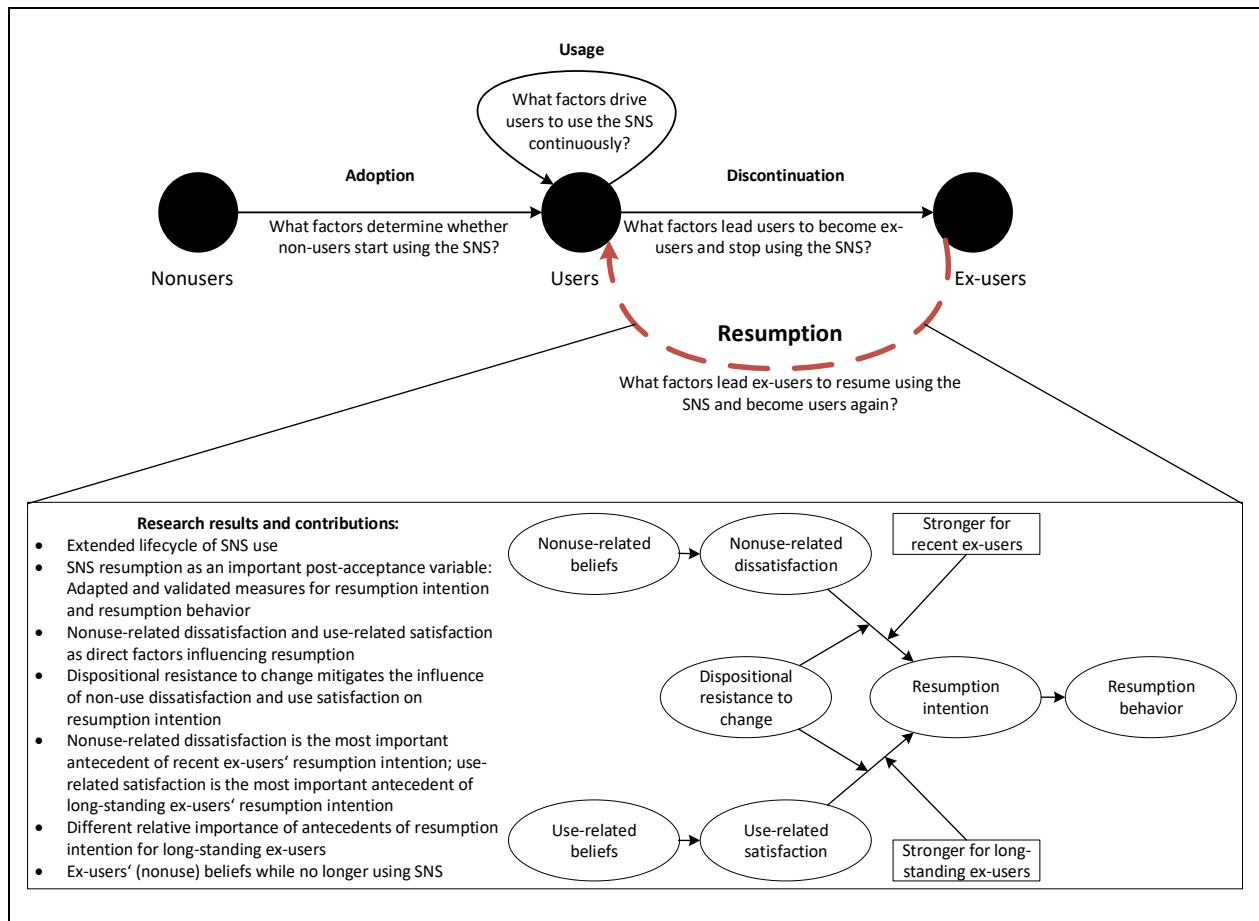 Usage
What factors drive
users to use the SNS
continuously?
Adoption
Discontinuation
What factors determine whether
non-users start using the SNS?
What factors lead users to become ex-
users and stop using the SNS?
Nonusers
Users
Ex-users
Resumption
What factors lead ex-users to resume using the
SNS and become users again?
Research results and contributions:
• Extended lifecycle of SNS use
• SNS resumption as an important post-acceptance variable:
Adapted and validated measures for resumption intention
and resumption behavior
• Nonuse-related dissatisfaction and use-related satisfaction
as direct factors influencing resumption
• Dispositional resistance to change mitigates the influence
of non-use dissatisfaction and use satisfaction on
resumption intention
• Nonuse-related dissatisfaction is the most important
antecedent of recent ex-users‘ resumption intention; use-
related satisfaction is the most important antecedent of
long-standing ex-users‘ resumption intention
• Different relative importance of antecedents of resumption
intention for long-standing ex-users
• Ex-users‘ (nonuse) beliefs while no longer using SNS
Nonuse-related
beliefs
Nonuse-related
dissatisfaction
Stronger for
recent ex-users
Dispositional
resistance to
change
Resumption
intention
Resumption
behavior
Use-related
beliefs
Use-related
satisfaction
Stronger for long-
standing ex-users